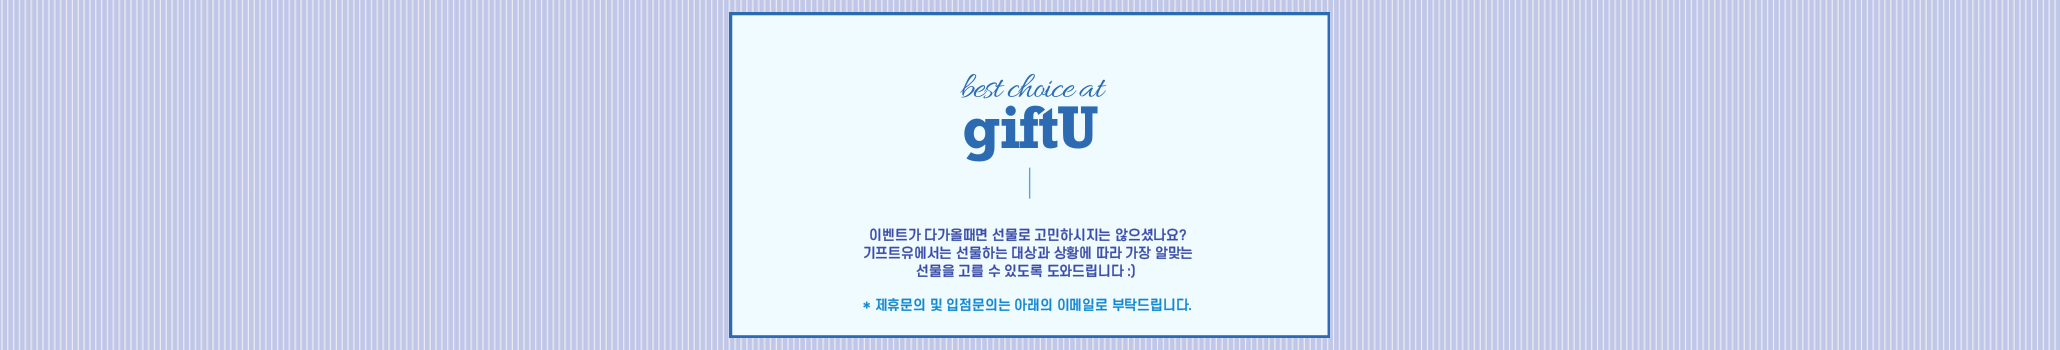 best choice at
giftU
이벤트가 다가올때면 선물로 고민하시지는 않으셨나요?
기프트유에서는 선물하는 대상과 상황에 따라 가장 알맞는
선물을 고를 수 있도록 도와드립니다 :)
* 제휴문의 및 입점문의는 아래의 이메일로 부탁드립니다.